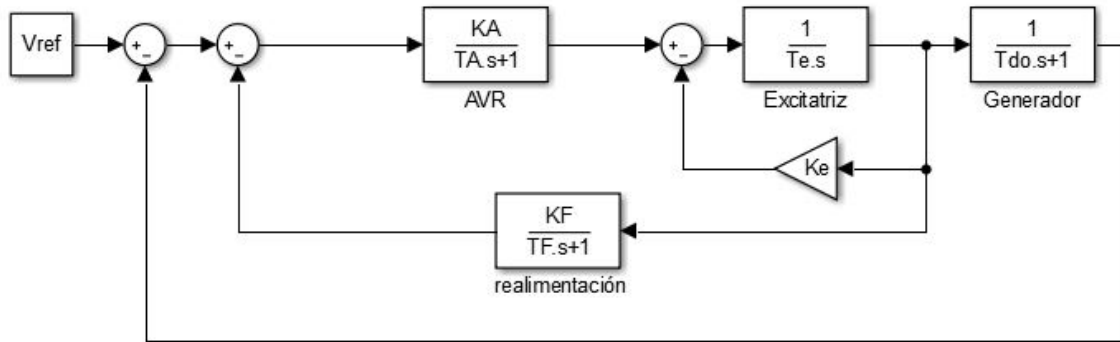 Vref
+
-
+
-
KA
TA.s+1
AVR
+
-
1
Te.s
Excitatriz
1
Tdo.s+1
Generador
Ke
KF
TF.s+1
realimentación